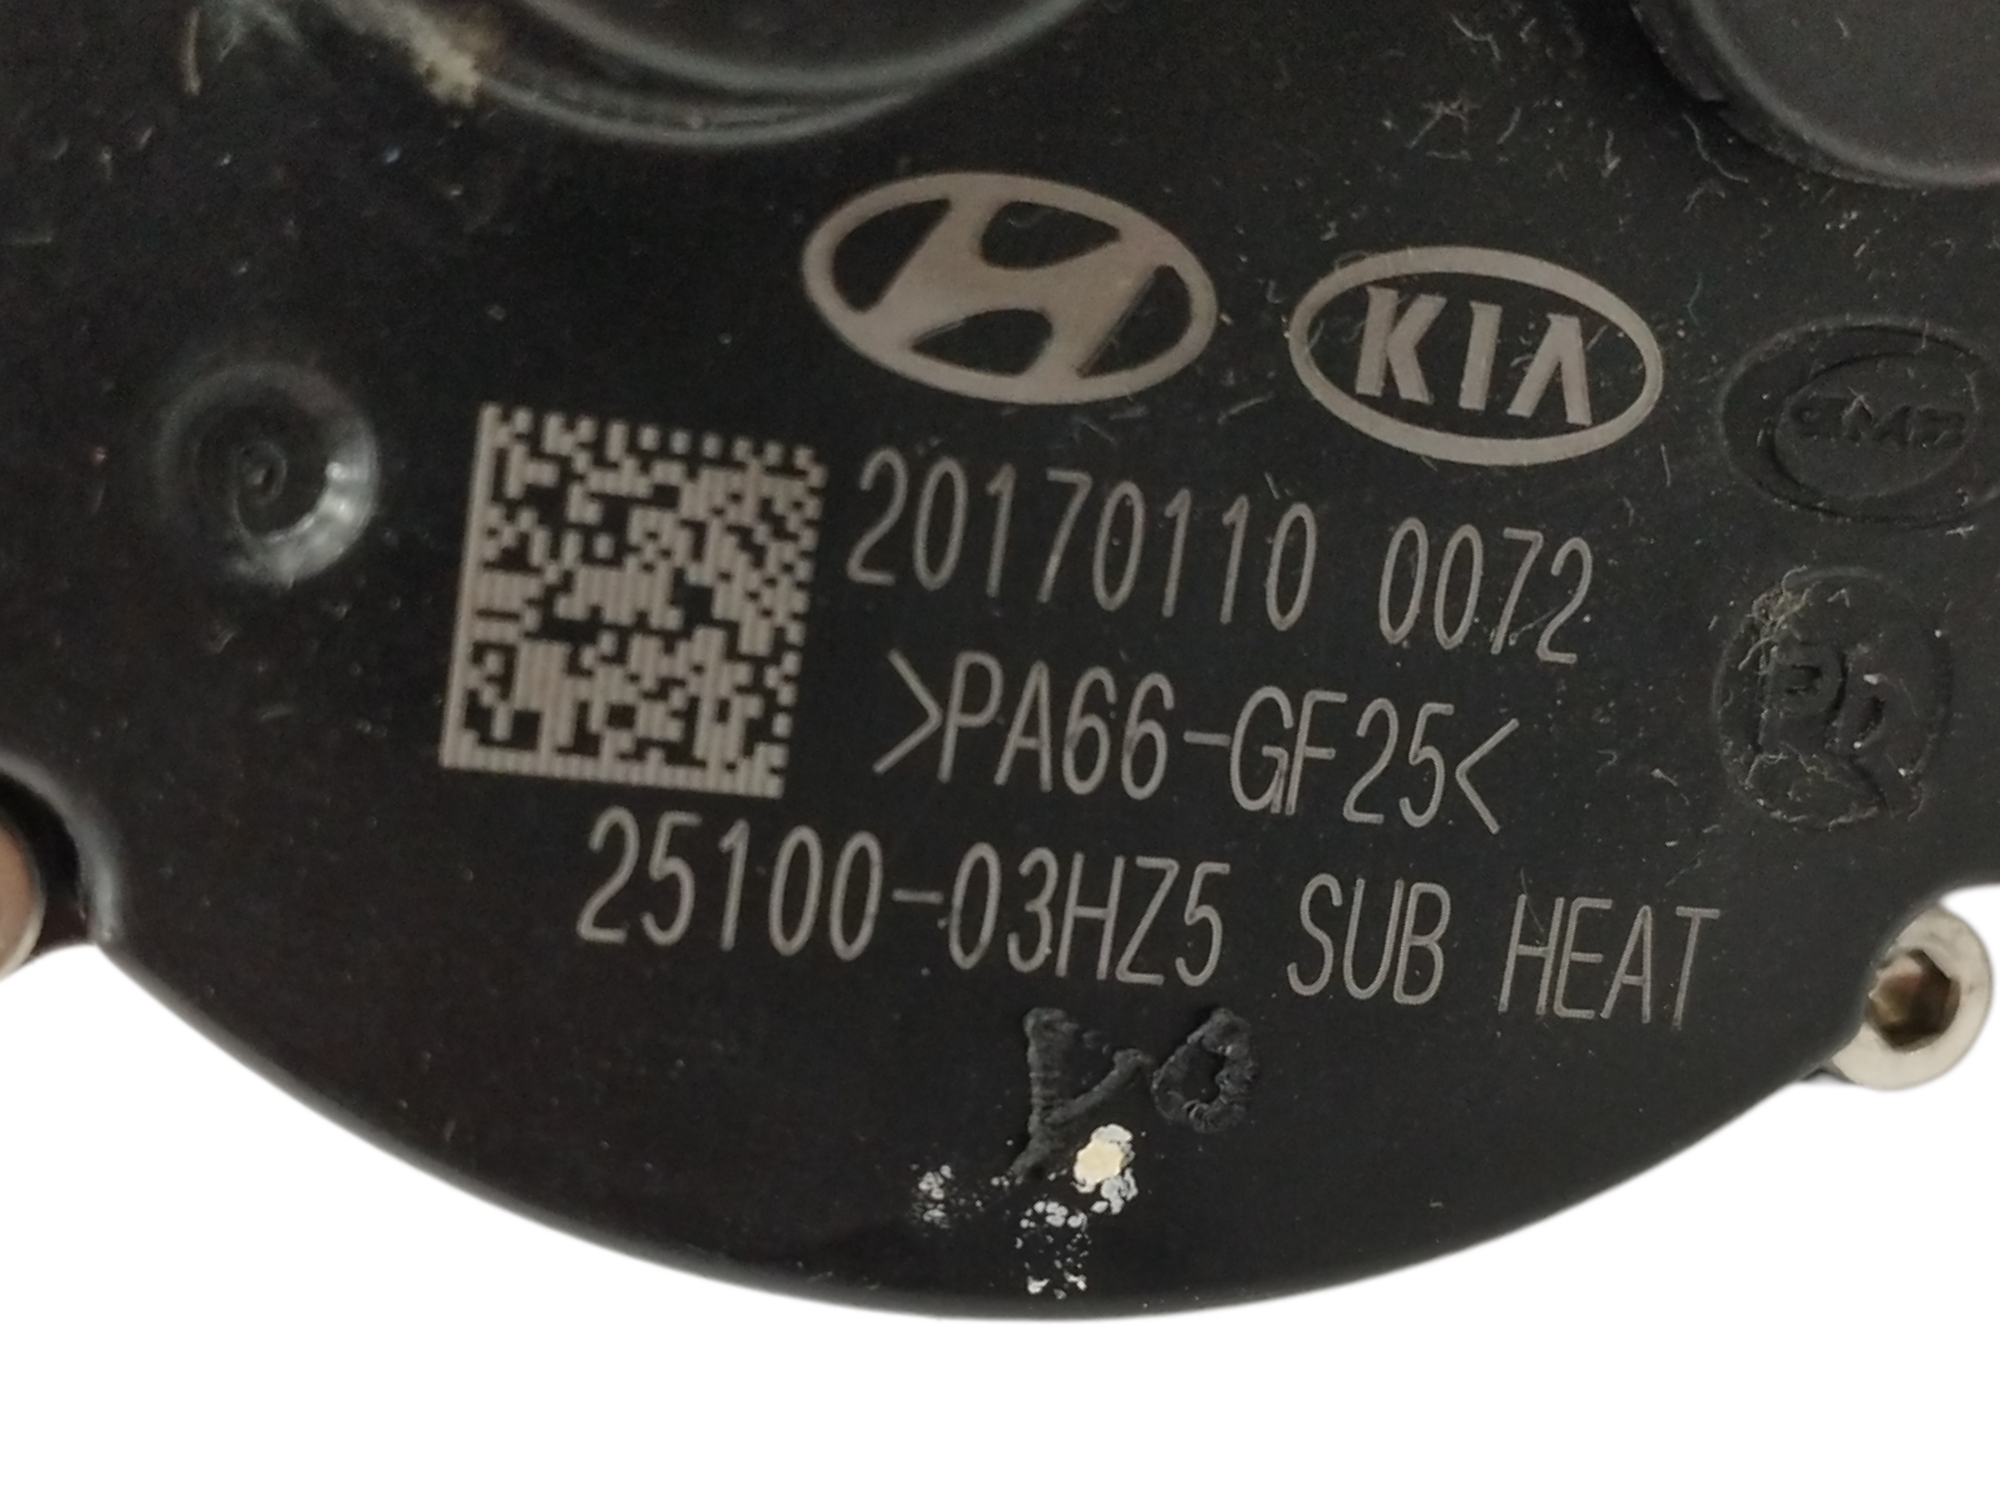 KIA
20170110 0072
>PA66-GF25<
25100-03HZ5 SUB HEAT